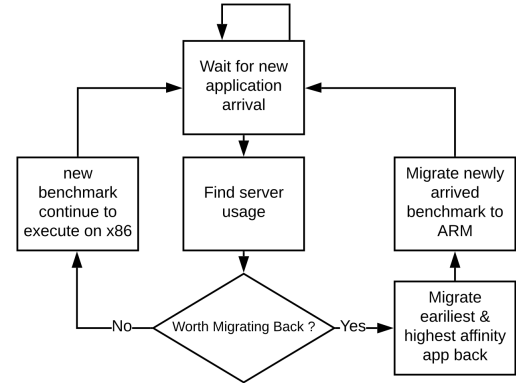 Wait for new
application
arrival
new
benchmark
continue to
execute on x86
Find server
usage
Migrate newly
arrived
benchmark to
ARM
No
Worth Migrating Back ?
Yes
Migrate
eariliest &
highest affinity
app back